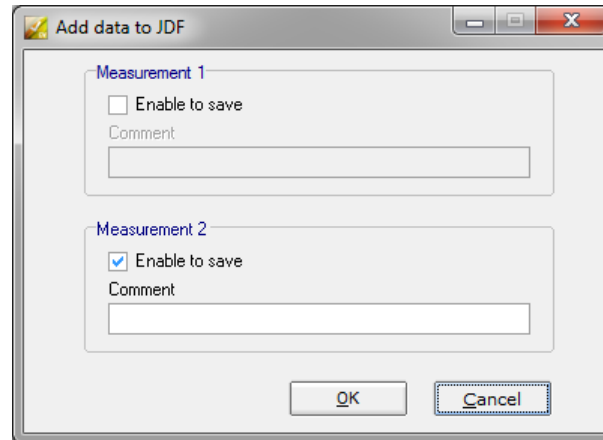 Add data to JDF
Measurement 1
Enable to save
Comment
Measurement 2
Enable to save
Comment
OK Cancel